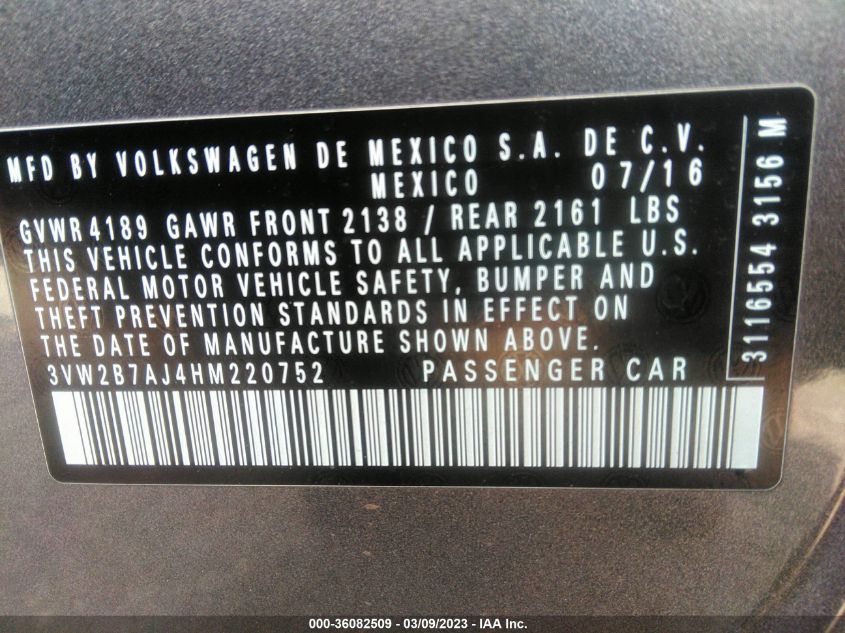 MFD BY VOLKSWAGEN DE MEXICO S.A. DE C.V.
MEXICO 07/16
GVWR 4189 GAWR FRONT 2138 / REAR 2161 LBS
THIS VEHICLE CONFORMS TO ALL APPLICABLE U.S.
FEDERAL MOTOR VEHICLE SAFETY, BUMPER AND
THEFT PREVENTION STANDARDS IN EFFECT ON
THE DATE OF MANUFACTURE SHOWN ABOVE.
3VW2B7AJ4HM220752 PASSENGER CAR
3116554 3156 M
000-36082509 - 03/09/2023 - IAA Inc.